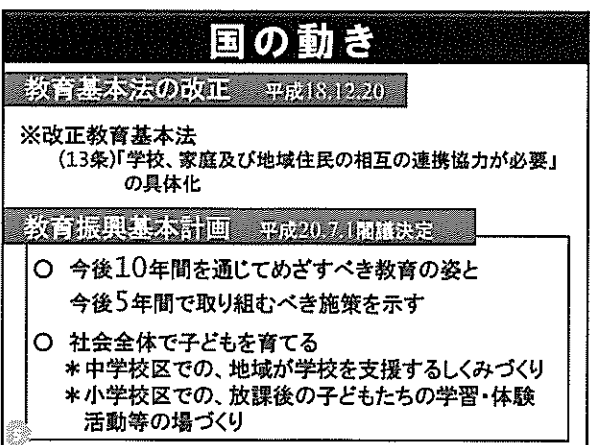 国の動き
教育基本法の改正 平成18.12.20
※改正教育基本法
(13条)「学校、家庭及び地域住民の相互の連携協力が必要」
の具体化
教育振興基本計画 平成20.7.1閣議決定
○ 今後10年間を通じてめざすべき教育の姿と
今後5年間で取り組むべき施策を示す
○ 社会全体で子どもを育てる
＊中学校区での、地域が学校を支援するしくみづくり
＊小学校区での、放課後の子どもたちの学習・体験
活動等の場づくり